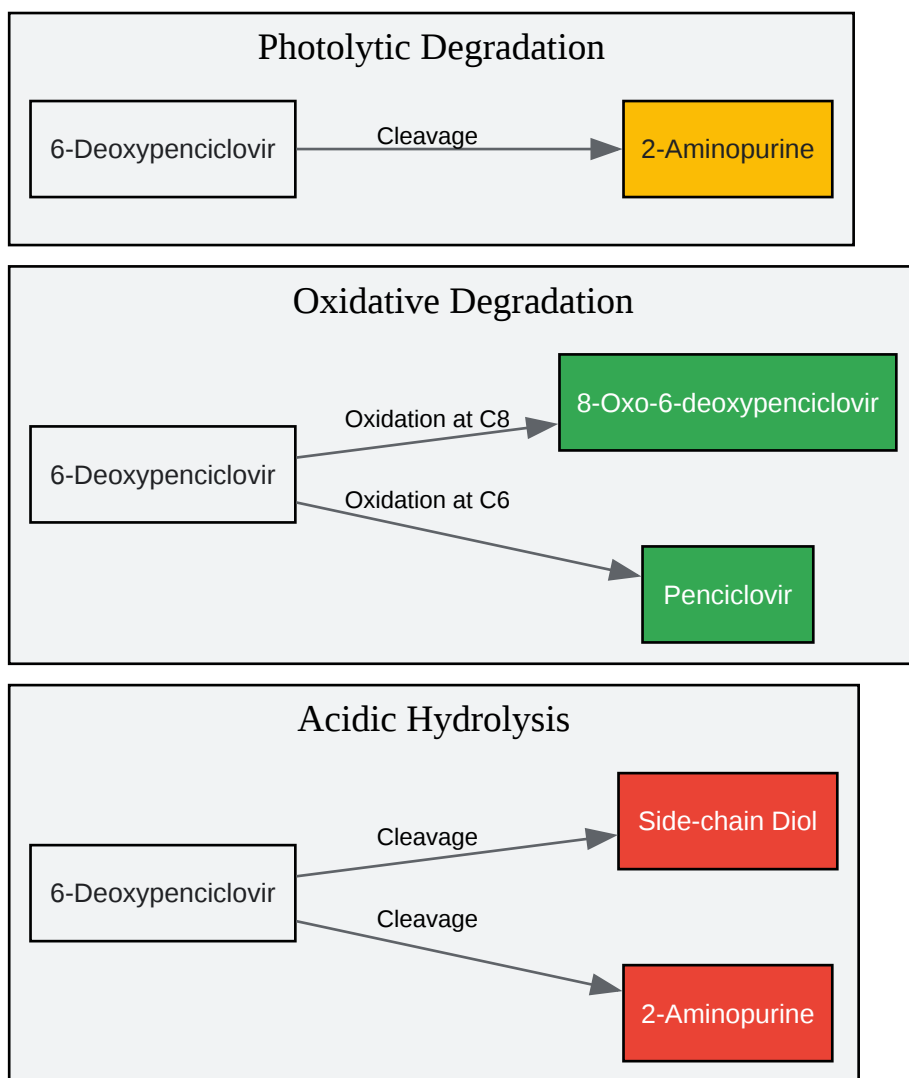 Photolytic Degradation
6-Deoxypenciclovir
Cleavage
2-Aminopurine
Oxidative Degradation
8-Oxo-6-deoxypenciclovir
Oxidation at C8
6-Deoxypenciclovir
Oxidation at C6
Penciclovir
Acidic Hydrolysis
Side-chain Diol
Cleavage
6-Deoxypenciclovir
Cleavage
2-Aminopurine